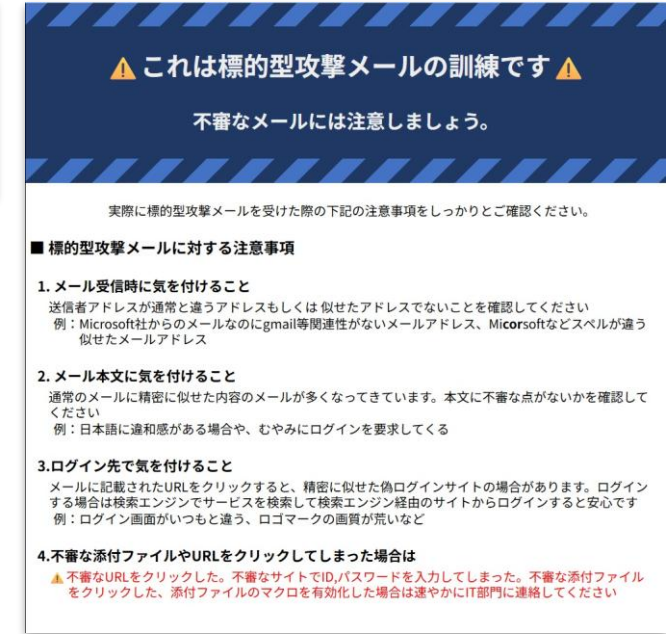 ⚠ これは標的型攻撃メールの訓練です ⚠
不審なメールには注意しましょう。
実際に標的型攻撃メールを受けた際の下記の注意事項をしっかりとご確認ください。
■ 標的型攻撃メールに対する注意事項
1. メール受信時に気を付けること
送信者アドレスが通常と違うアドレスもしくは 似せたアドレスでないことを確認してください
例：Microsoft社からのメールなのにgmail等関連性がないメールアドレス、Micorsoftなどスペルが違う
似せたメールアドレス
2. メール本文に気を付けること
通常のメールに精密に似せた内容のメールが多くなってきています。本文に不審な点がないかを確認して
ください
例：日本語に違和感がある場合や、むやみにログインを要求してくる
3.ログイン先で気を付けること
メールに記載されたURLをクリックすると、精密に似せた偽ログインサイトの場合があります。ログイン
する場合は検索エンジンでサービスを検索して検索エンジン経由のサイトからログインすると安心です
例：ログイン画面がいつもと違う、ロゴマークの画質が荒いなど
4.不審な添付ファイルやURLをクリックしてしまった場合は
⚠ 不審なURLをクリックした。不審なサイトでID,パスワードを入力してしまった。不審な添付ファイル
をクリックした、添付ファイルのマクロを有効化した場合は速やかにIT部門に連絡してください